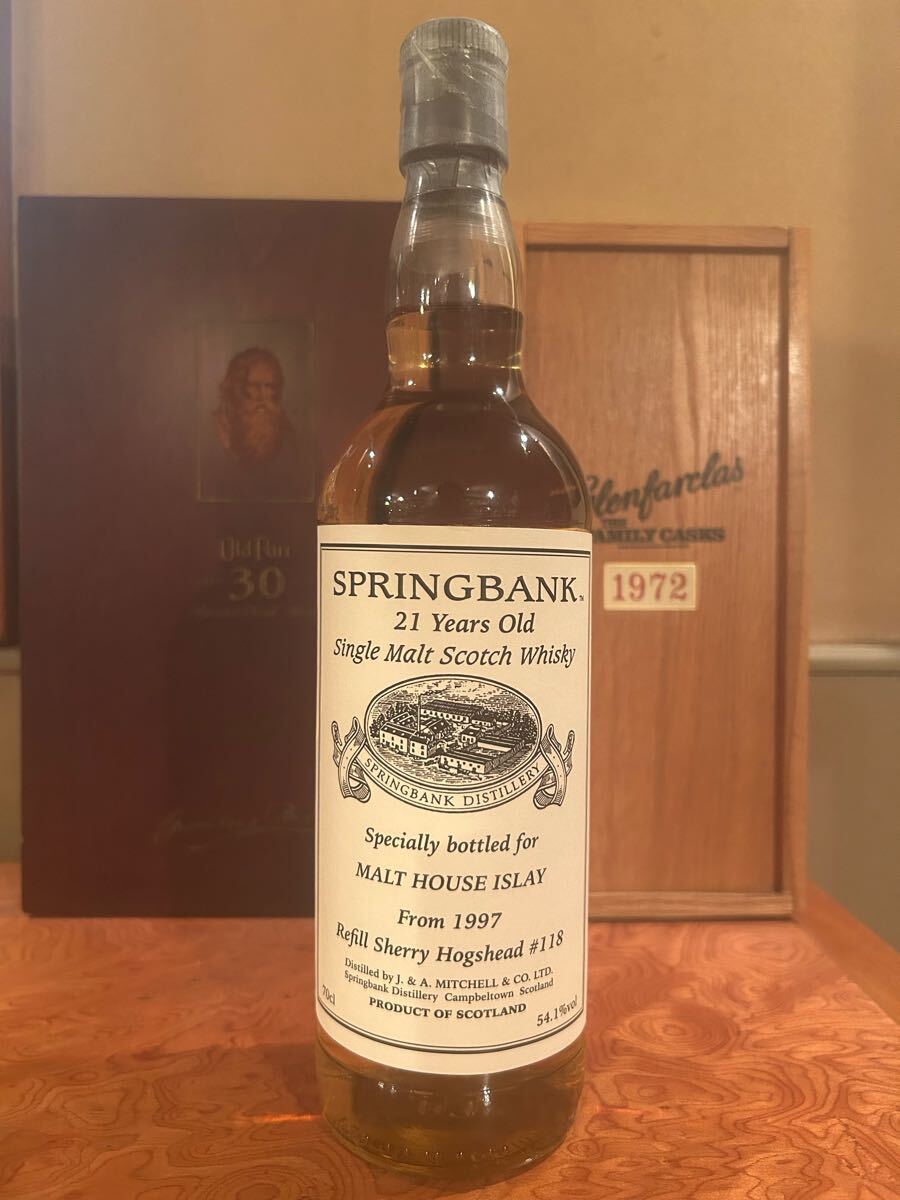 SPRINGBANK™
21 Years Old
Single Malt Scotch Whisky
SPRINGBANK DISTILLERY
Specially bottled for
MALT HOUSE ISLAY
From 1997
Refill Sherry Hogshead #118
Distilled by J. & A. MITCHELL & CO. LTD.
Springbank Distillery Campbeltown Scotland
PRODUCT OF SCOTLAND
70cl
54.1%vol
Old Parr
30
Glenfarclas
THE
FAMILY CASKS
1972